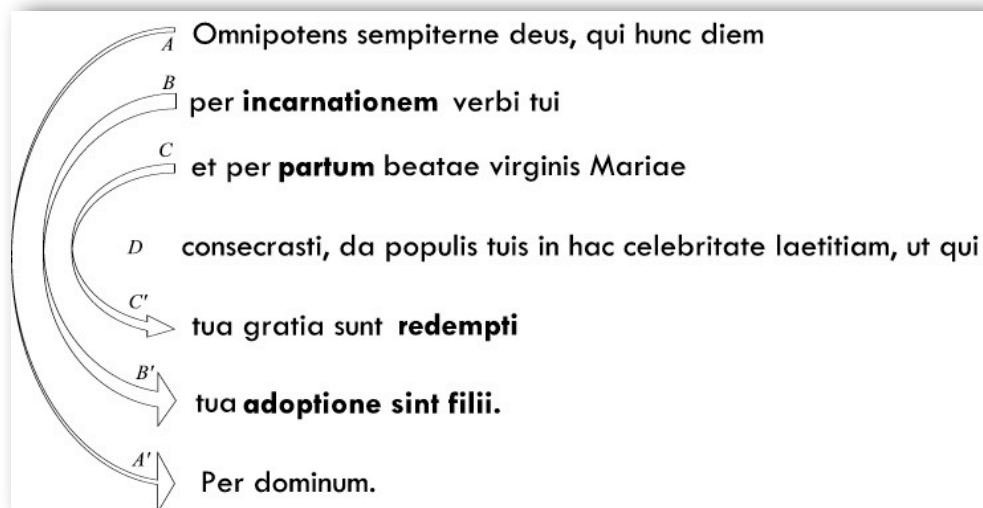 A Omnipotens sempiterne deus, qui hunc diem
B per incarnationem verbi tui
C et per partum beatae virginis Mariae
D consecrasti, da populis tuis in hac celebritate laetitiam, ut qui
C' tua gratia sunt redempti
B' tua adoptione sint filii.
A' Per dominum.